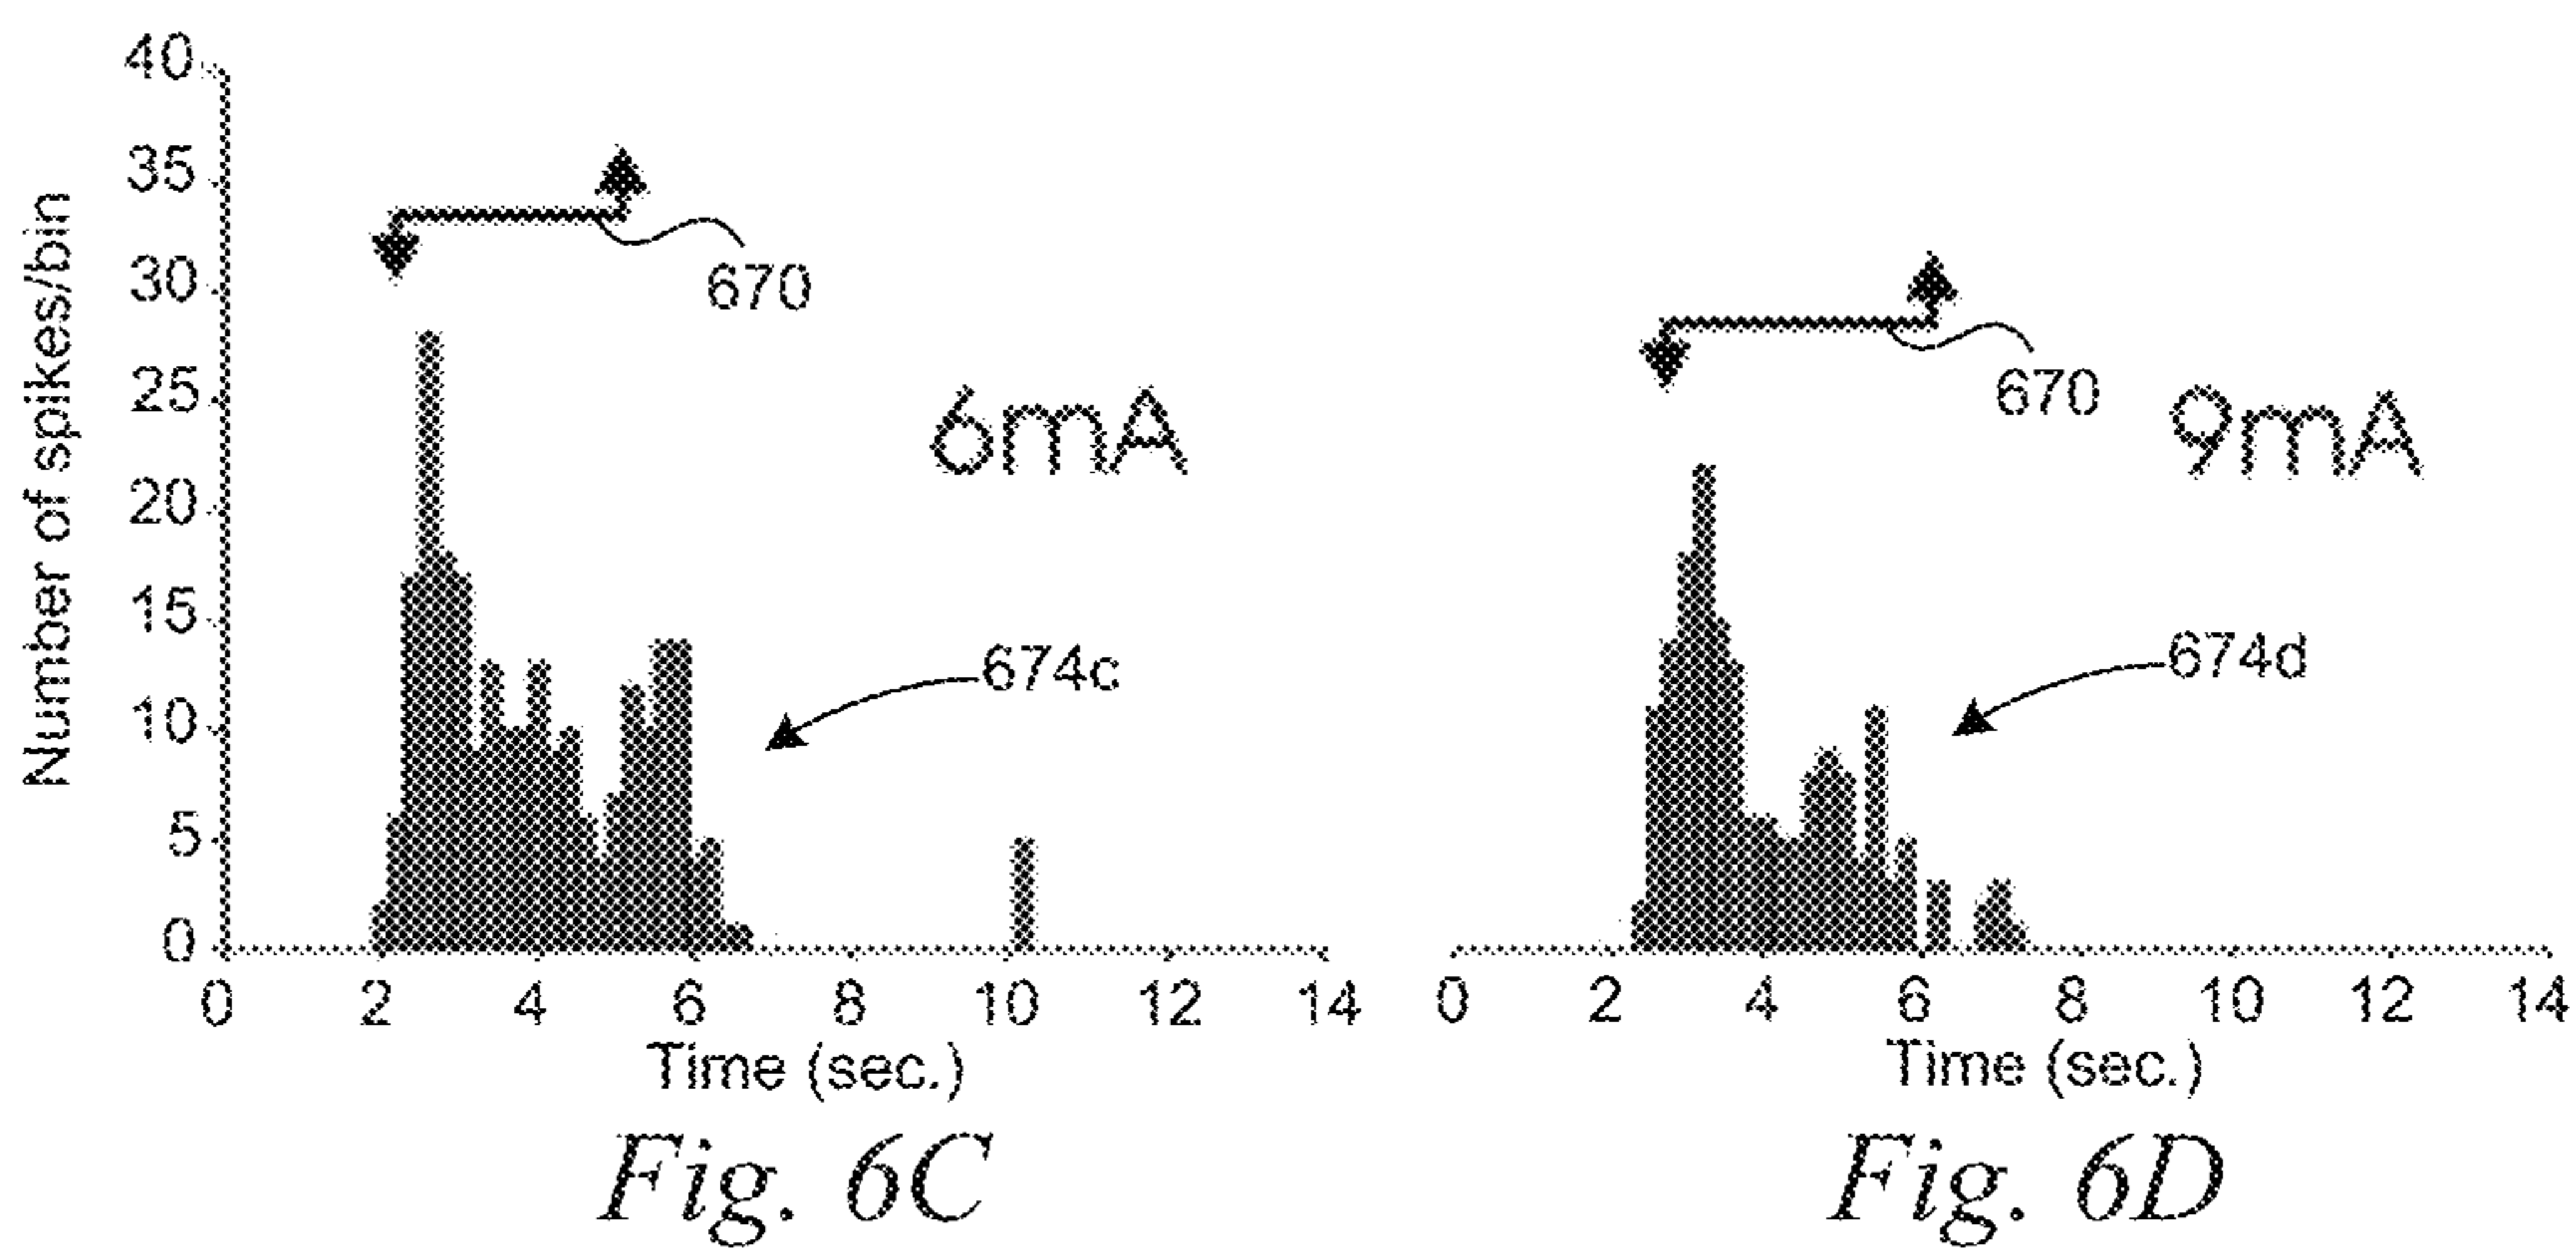 Number of spikes/bin
40
35
30
25
20
15
10
5
0
670
6mA
674c
0 2 4 6 8 10 12 14
Time (sec.)
Fig. 6C
670
9mA
674d
0 2 4 6 8 10 12 14
Time (sec.)
Fig. 6D